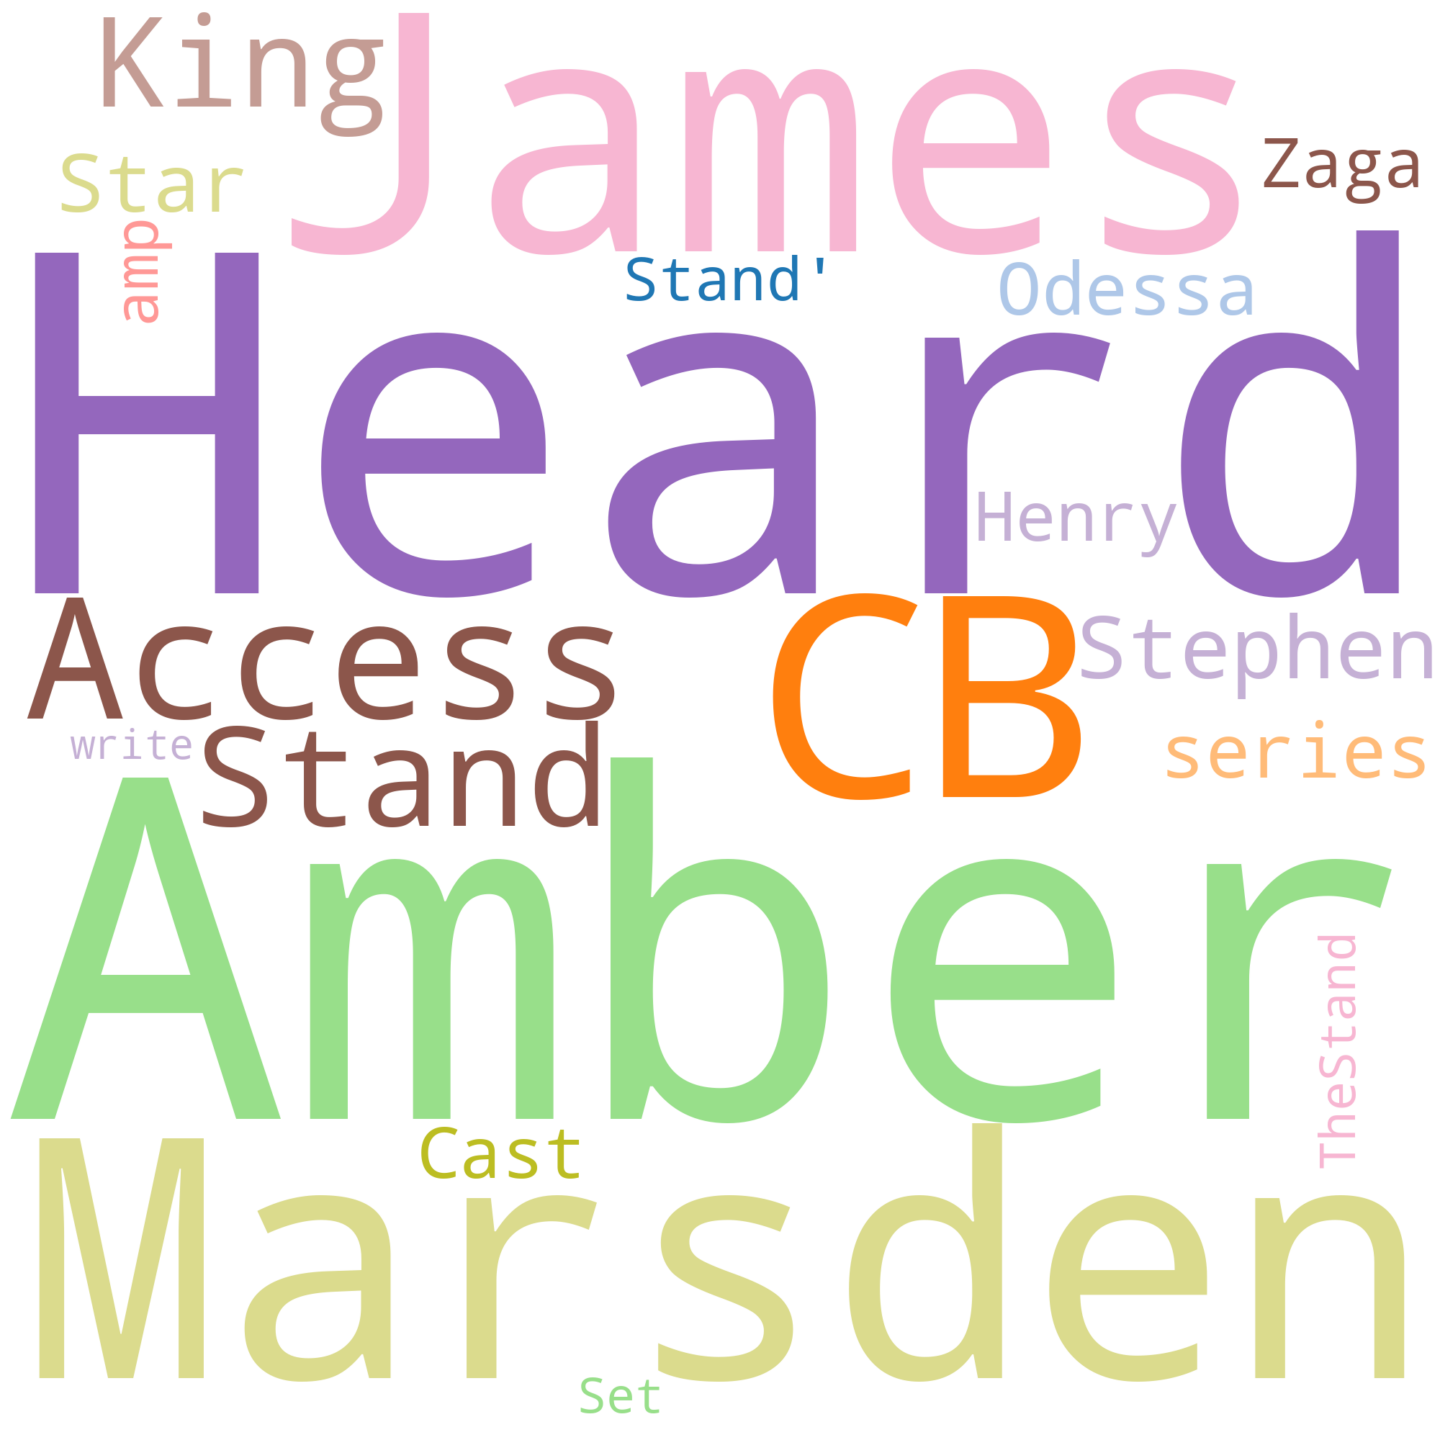 King
James
Star
Zaga
amp
Stand'
Odessa
Heard
Henry
Access
CB
Stephen
write
Stand
series
Amber
TheStand
Cast
Marsden
Set